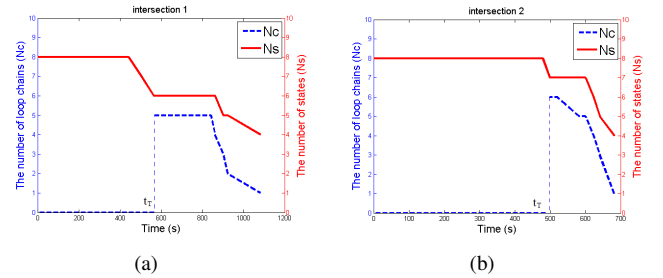 intersection 1
Nc
Ns
The number of loop chains (Nc)
The number of states (Ns)
10
9
8
7
6
5
4
3
2
1
0
10
9
8
7
6
5
4
3
2
1
0
t_T
0 200 400 600 800 1000 1200
Time (s)
(a)
intersection 2
Nc
Ns
The number of loop chains (Nc)
The number of states (Ns)
10
9
8
7
6
5
4
3
2
1
0
10
9
8
7
6
5
4
3
2
1
0
t_T
0 100 200 300 400 500 600 700
Time (s)
(b)